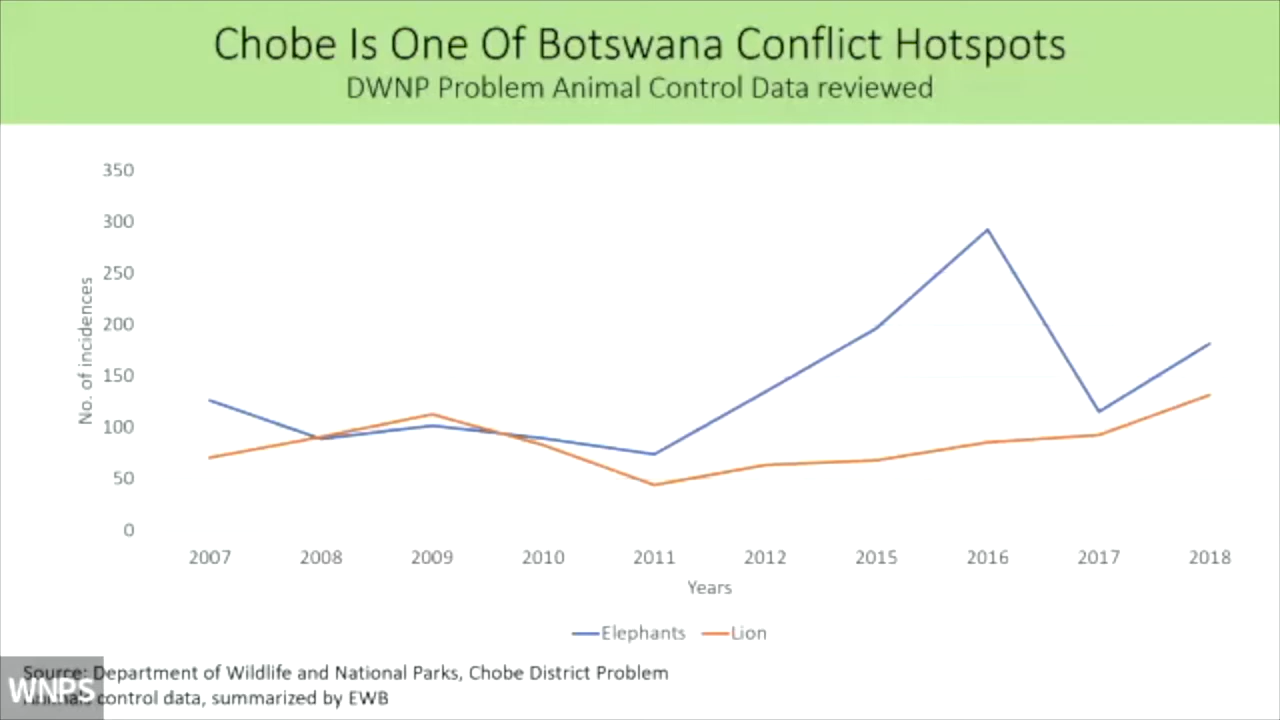 Chobe Is One Of Botswana Conflict Hotspots
DWNP Problem Animal Control Data reviewed
350
300
250
200
150
100
50
0
No. of incidences
2007 2008 2009 2010 2011 2012 2015 2016 2017 2018
Years
Elephants Lion
Source: Department of Wildlife and National Parks, Chobe District Problem
Animals control data, summarized by EWB
WNPS